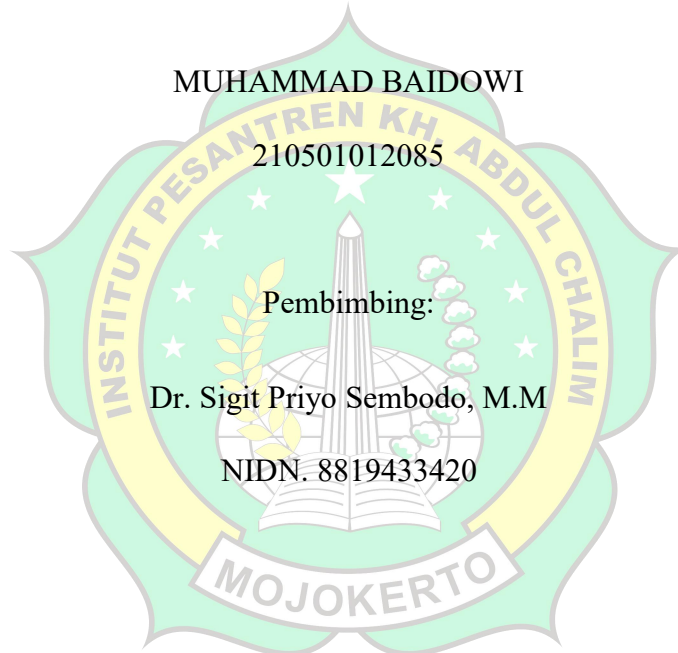 MUHAMMAD BAIDOWI
INSTITUT PESANTREN KH. ABDUL CHALIM
210501012085
Pembimbing:
Dr. Sigit Priyo Sembodo, M.M
NIDN. 8819433420
MOJOKERTO